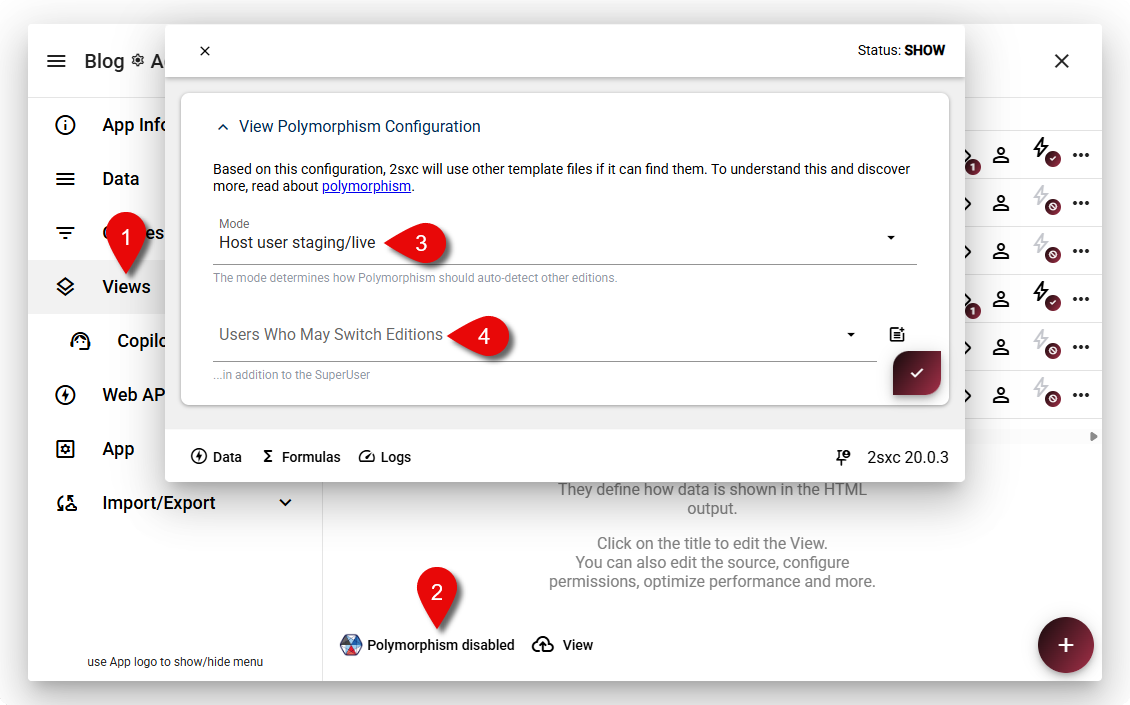 Blog
Status: SHOW
App Info
Data
1
Views
Web AP
App
Import/Export
use App logo to show/hide menu
View Polymorphism Configuration
Based on this configuration, 2sxc will use other template files if it can find them. To understand this and discover
more, read about polymorphism.
Mode
Host user staging/live
3
The mode determines how Polymorphism should auto-detect other editions.
Users Who May Switch Editions
4
...in addition to the SuperUser
Data
Formulas
Logs
2sxc 20.0.3
1
1
They define how data is shown in the HTML
output.
Click on the title to edit the View.
You can also edit the source, configure
permissions, optimize performance and more.
2
Polymorphism disabled
View